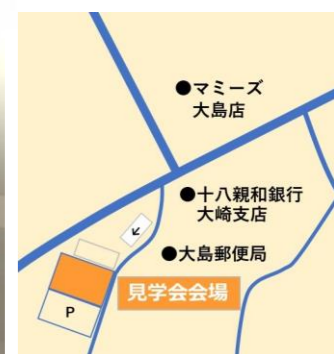 ●マミーズ
大島店
●十八親和銀行
大崎支店
●大島郵便局
見学会会場
P